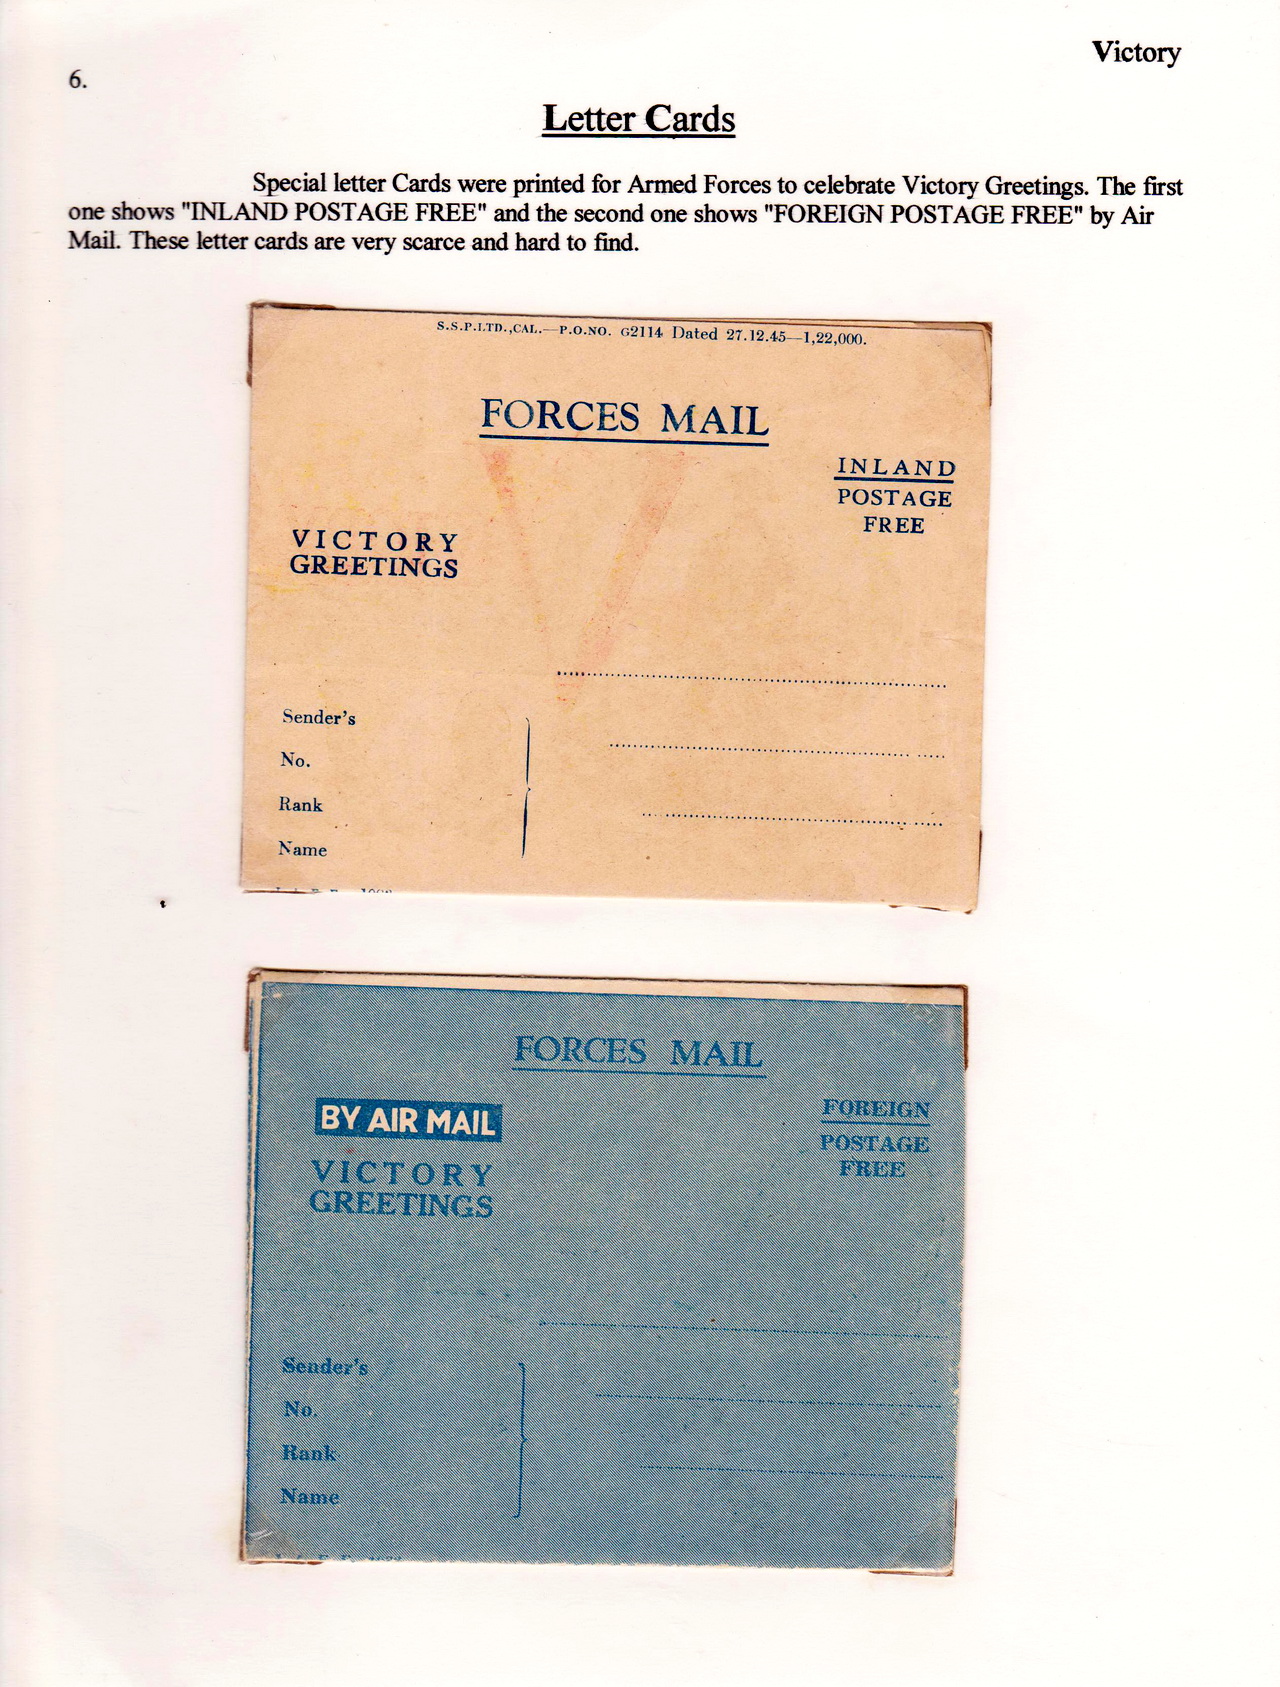 Victory
6.
Letter Cards
Special letter Cards were printed for Armed Forces to celebrate Victory Greetings. The first
one shows "INLAND POSTAGE FREE" and the second one shows "FOREIGN POSTAGE FREE" by Air
Mail. These letter cards are very scarce and hard to find.
S.S.P.LTD.,CAL.—P.O.NO. G2114 Dated 27.12.45—1,22,000.
FORCES MAIL
INLAND
POSTAGE
FREE
VICTORY
GREETINGS
V
Sender's
No.
Rank
Name
FORCES MAIL
BY AIR MAIL
FOREIGN
POSTAGE
FREE
VICTORY
GREETINGS
Sender's
No.
Rank
Name